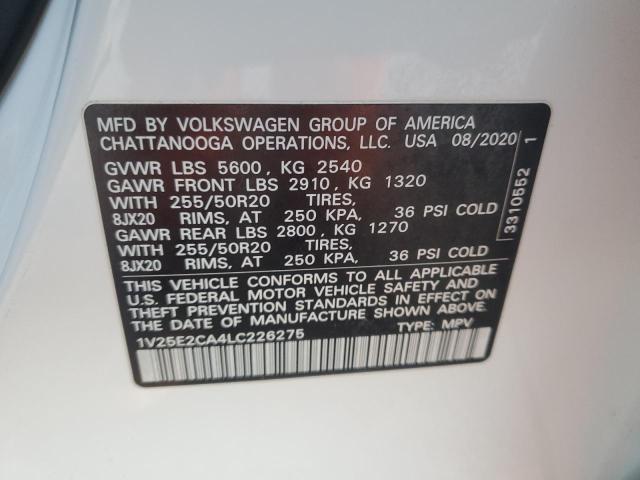 MFD BY VOLKSWAGEN GROUP OF AMERICA
CHATTANOOGA OPERATIONS, LLC. USA 08/2020
GVWR LBS 5600, KG 2540
GAWR FRONT LBS 2910, KG 1320
WITH 255/50R20 TIRES,
8JX20 RIMS, AT 250 KPA, 36 PSI COLD
GAWR REAR LBS 2800, KG 1270
WITH 255/50R20 TIRES,
8JX20 RIMS, AT 250 KPA, 36 PSI COLD
THIS VEHICLE CONFORMS TO ALL APPLICABLE
U.S. FEDERAL MOTOR VEHICLE SAFETY AND
THEFT PREVENTION STANDARDS IN EFFECT ON
THE DATE OF MANUFACTURE SHOWN ABOVE.
1V25E2CA4LC226275 TYPE: MPV
3310552 1